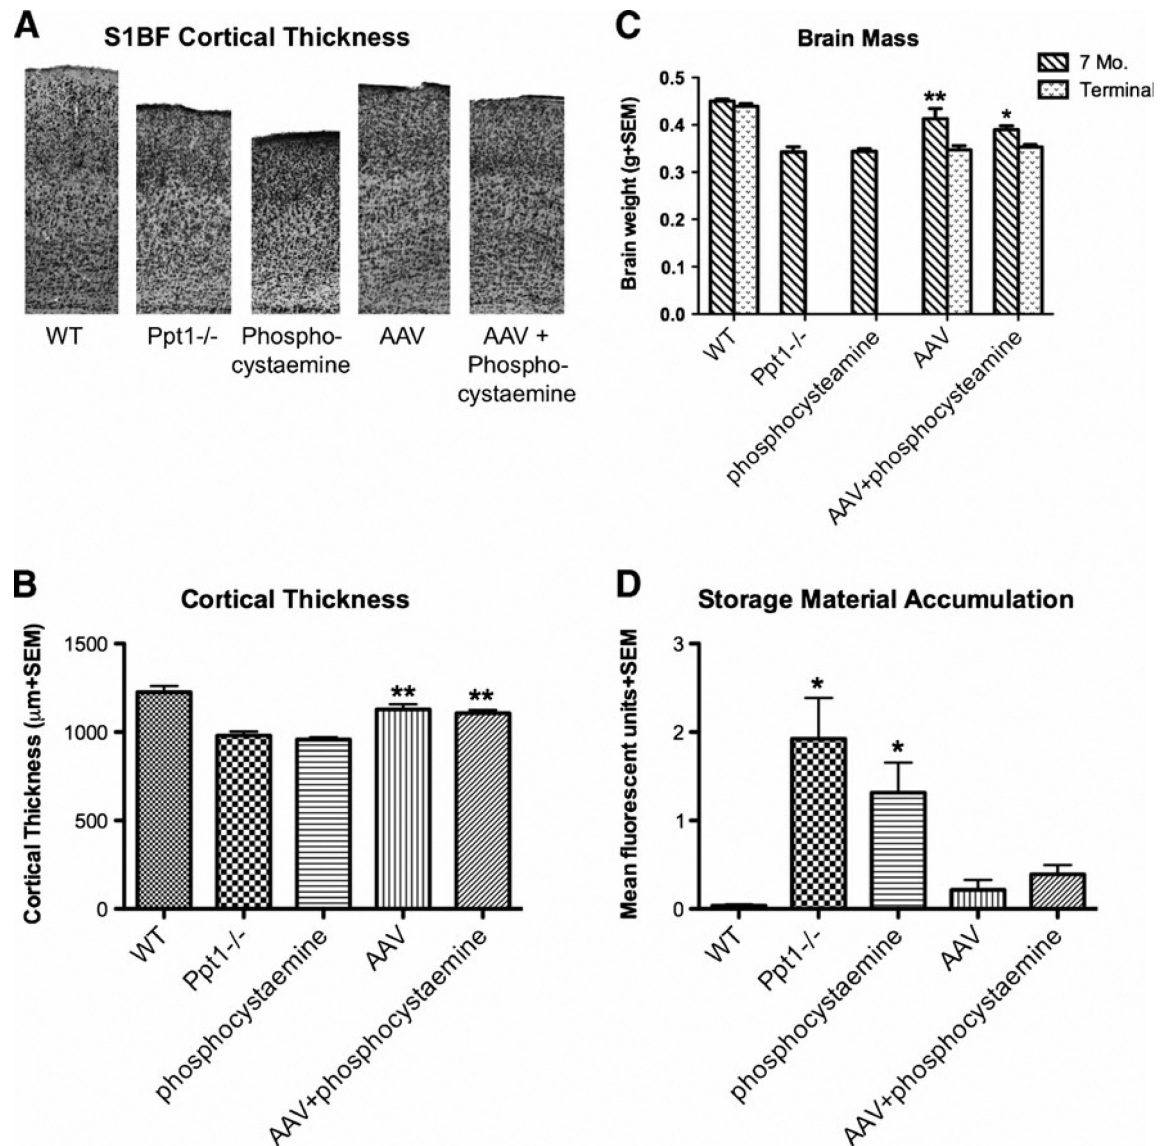 A
S1BF Cortical Thickness
WT
Ppt1-/-
Phospho-
cystaemine
AAV
AAV +
Phospho-
cystaemine
C
Brain Mass
7 Mo.
Terminal
Brain weight (g+SEM)
0.5
0.4
0.3
0.2
0.1
0.0
**
*
WT
Ppt1-/-
phosphocysteamine
AAV
AAV+phosphocysteamine
B
Cortical Thickness
Cortical Thickness (μm+SEM)
1500
1000
500
0
**
**
WT
Ppt1-/-
phosphocystaemine
AAV
AAV+phosphocystaemine
D
Storage Material Accumulation
Mean fluorescent units+SEM
3
2
1
0
*
*
WT
Ppt1-/-
phosphocystaemine
AAV
AAV+phosphocystaemine